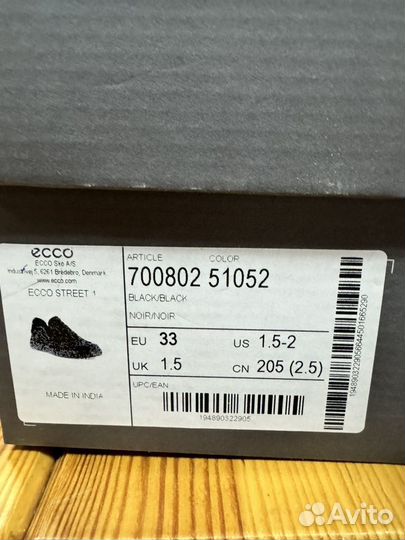 ecco
ECCO Sko A/S
Industrivej 5, 6261 Bredebro, Denmark
www.ecco.com
ECCO STREET 1
MADE IN INDIA
ARTICLE COLOR
700802 51052
BLACK/BLACK
NOIR/NOIR
EU 33 US 1.5-2
UK 1.5 CN 205 (2.5)
UPC/EAN
194890322905
19489032290586544501665290
Avito